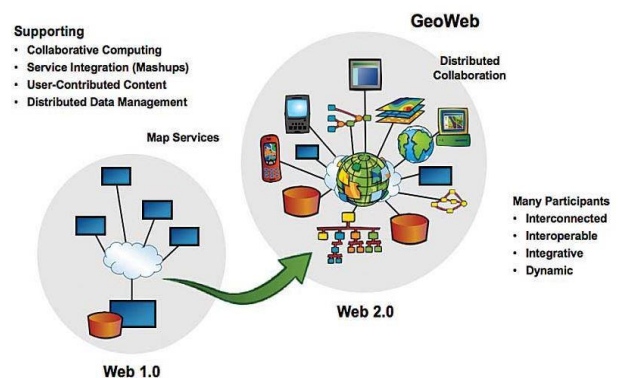 Supporting
• Collaborative Computing
• Service Integration (Mashups)
• User-Contributed Content
• Distributed Data Management
GeoWeb
Distributed
Collaboration
Map Services
Many Participants
• Interconnected
• Interoperable
• Integrative
• Dynamic
Web 2.0
Web 1.0